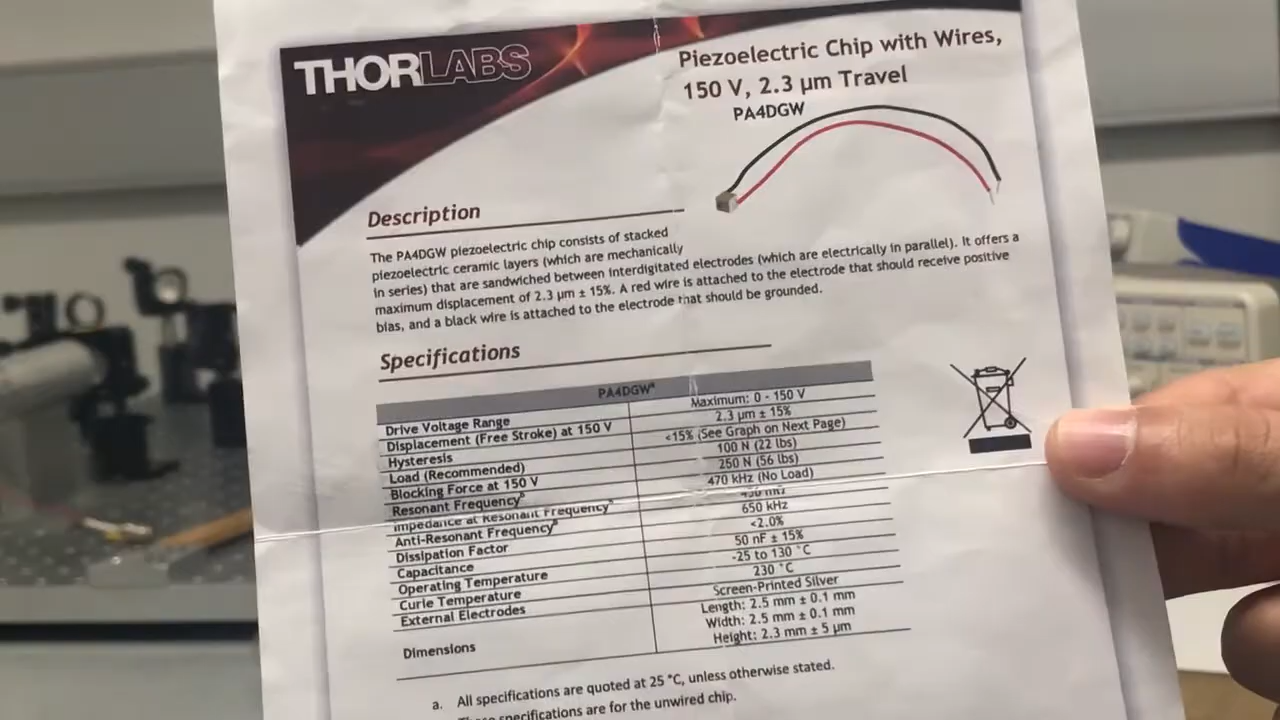 THORLABS
Piezoelectric Chip with Wires,
150 V, 2.3 µm Travel
PA4DGW
Description
The PA4DGW piezoelectric chip consists of stacked
piezoelectric ceramic layers (which are mechanically
in series) that are sandwiched between interdigitated electrodes (which are electrically in parallel). It offers a
maximum displacement of 2.3 µm ± 15%. A red wire is attached to the electrode that should receive positive
bias, and a black wire is attached to the electrode that should be grounded.
Specifications
PA4DGWª
Drive Voltage Range Maximum: 0 - 150 V
Displacement (Free Stroke) at 150 V 2.3 µm ± 15%
Hysteresis <15% (See Graph on Next Page)
Load (Recommended) 100 N (22 lbs)
Blocking Force at 150 V 250 N (56 lbs)
Resonant Frequencyᵇ 470 kHz (No Load)
Impedance at Resonant Frequencyᵇ
Anti-Resonant Frequencyᵇ 650 kHz
Dissipation Factor <2.0%
Capacitance 50 nF ± 15%
Operating Temperature -25 to 130 °C
Curie Temperature 230 °C
External Electrodes Screen-Printed Silver
Dimensions Length: 2.5 mm ± 0.1 mm
Width: 2.5 mm ± 0.1 mm
Height: 2.3 mm ± 5 µm
a. All specifications are quoted at 25 °C, unless otherwise stated.
specifications are for the unwired chip.